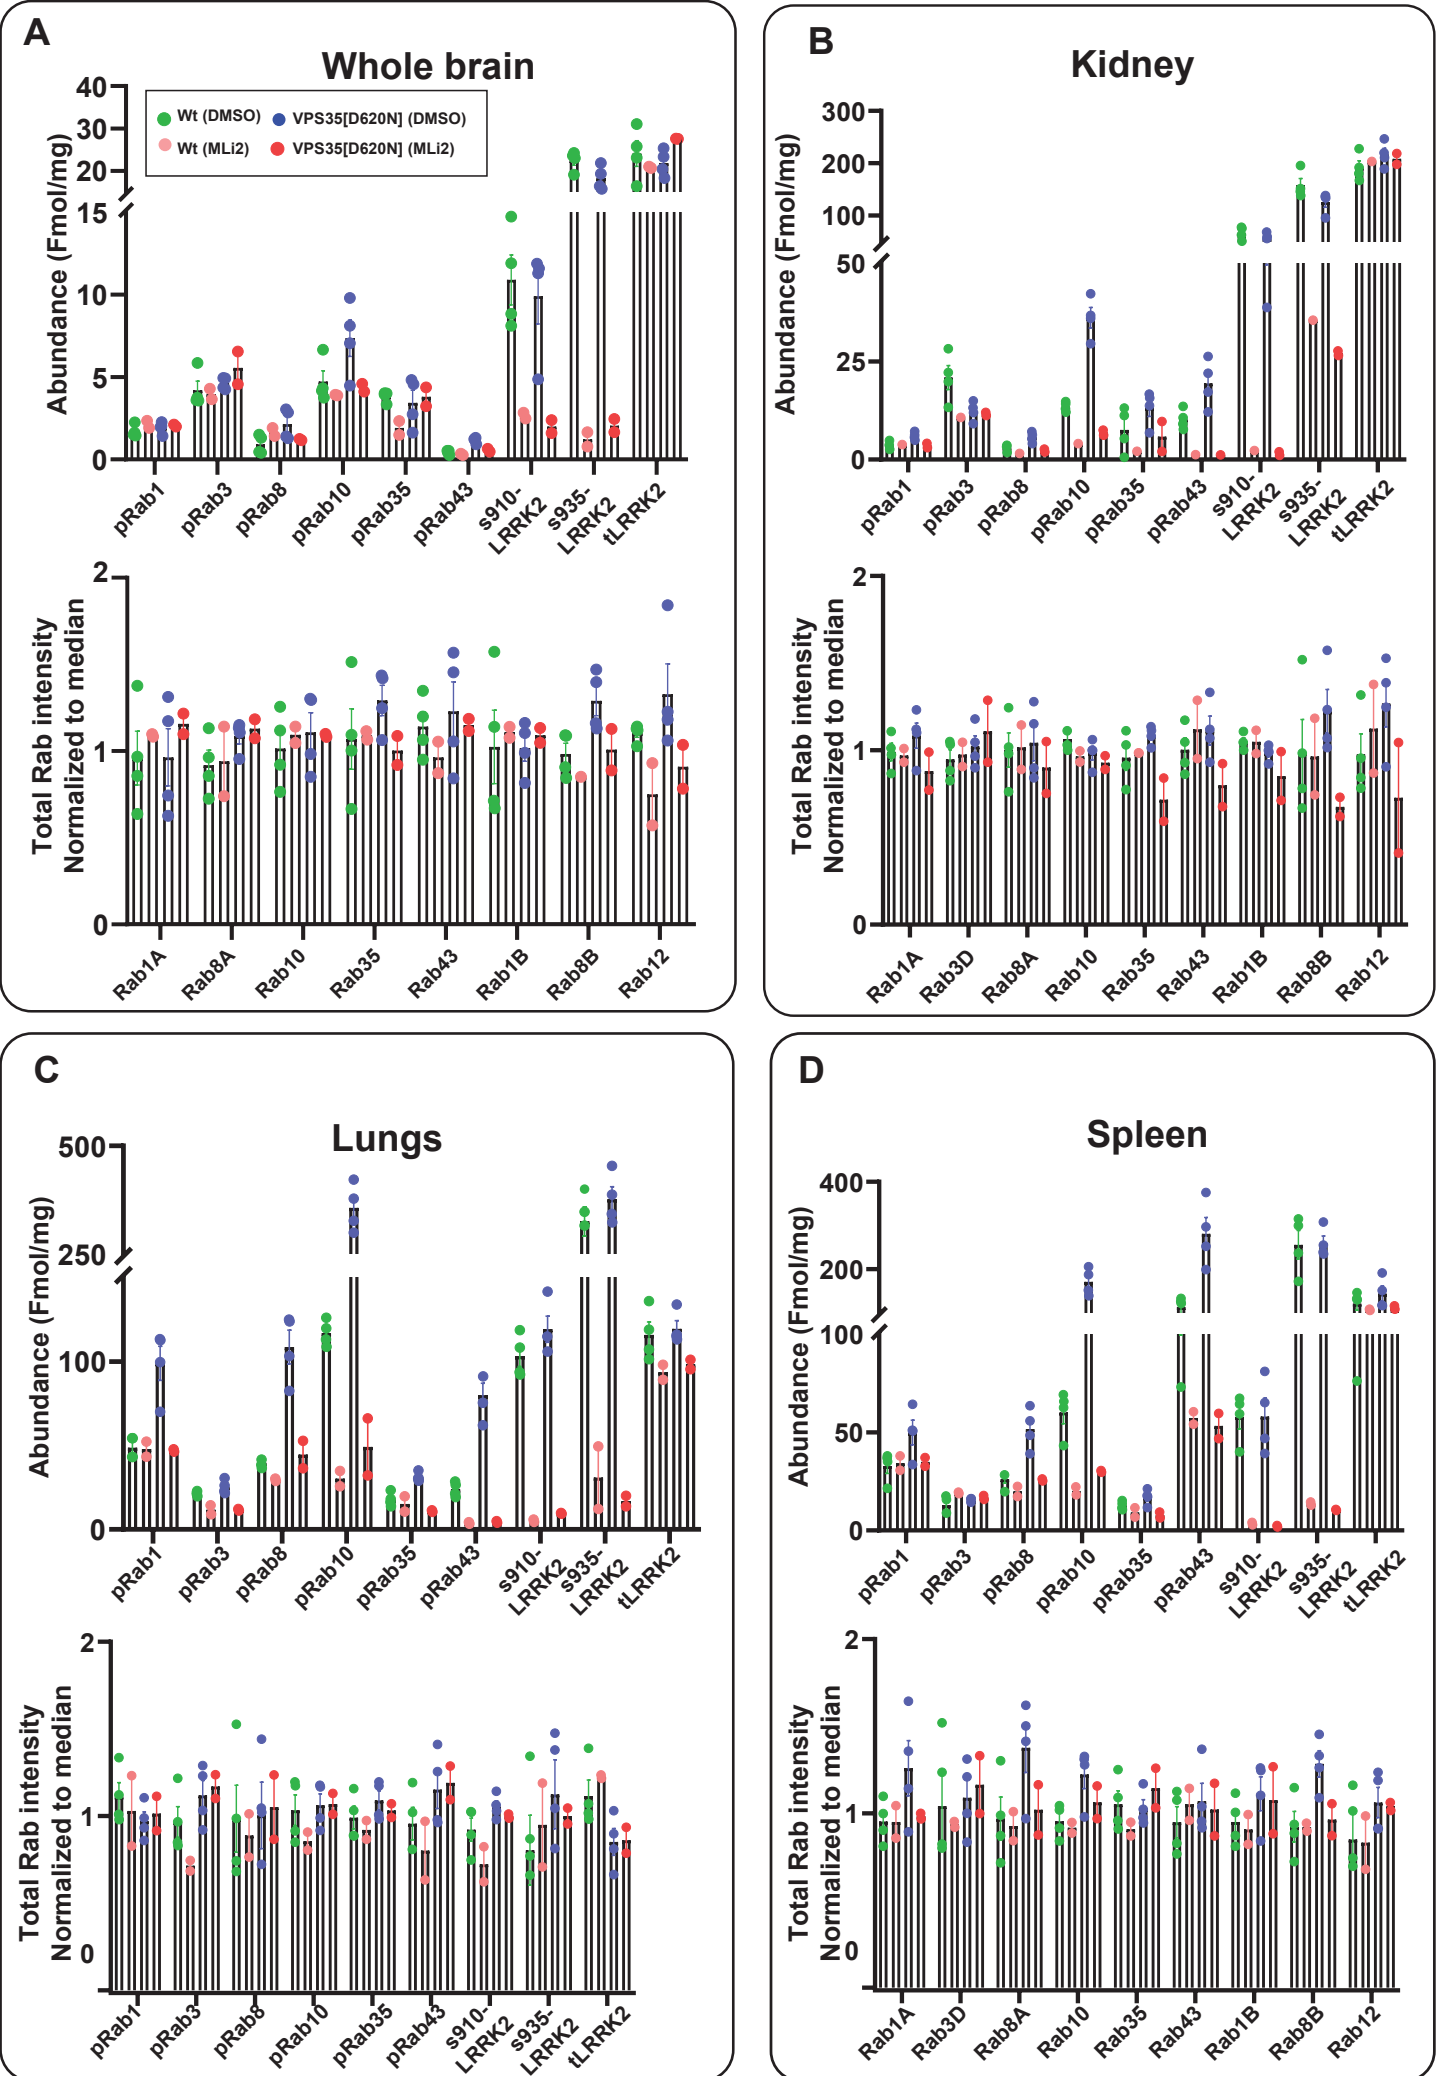 A
Whole brain
Abundance (Fmol/mg)
40
30
20
15
10
5
0
Wt (DMSO)
VPS35[D620N] (DMSO)
Wt (MLi2)
VPS35[D620N] (MLi2)
pRab1
pRab3
pRab8
pRab10
pRab35
pRab43
s910-
LRRK2
s935-
LRRK2
tLRRK2
Total Rab intensity
Normalized to median
2
1
0
Rab1A
Rab8A
Rab10
Rab35
Rab43
Rab1B
Rab8B
Rab12
B
Kidney
Abundance (Fmol/mg)
300
200
100
50
25
0
pRab1
pRab3
pRab8
pRab10
pRab35
pRab43
s910-
LRRK2
s935-
LRRK2
tLRRK2
Total Rab intensity
Normalized to median
2
1
0
Rab1A
Rab3D
Rab8A
Rab10
Rab35
Rab43
Rab1B
Rab8B
Rab12
C
Lungs
Abundance (Fmol/mg)
500
250
100
0
pRab1
pRab3
pRab8
pRab10
pRab35
pRab43
s910-
LRRK2
s935-
LRRK2
tLRRK2
Total Rab intensity
Normalized to median
2
1
0
pRab1
pRab3
pRab8
pRab10
pRab35
pRab43
s910-
LRRK2
s935-
LRRK2
tLRRK2
D
Spleen
Abundance (Fmol/mg)
400
200
100
50
0
pRab1
pRab3
pRab8
pRab10
pRab35
pRab43
s910-
LRRK2
s935-
LRRK2
tLRRK2
Total Rab intensity
Normalized to median
2
1
0
Rab1A
Rab3D
Rab8A
Rab10
Rab35
Rab43
Rab1B
Rab8B
Rab12